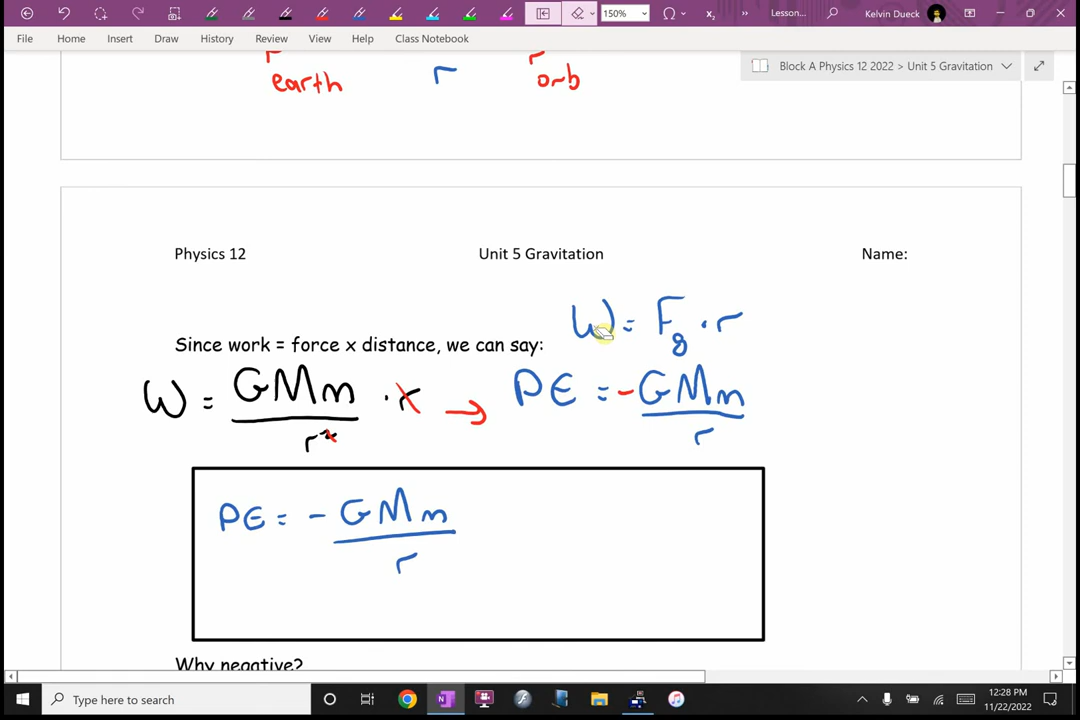 150%
Lesson...
Kelvin Dueck
File Home Insert Draw History Review View Help Class Notebook
Block A Physics 12 2022 > Unit 5 Gravitation
r earth r r orb
Physics 12 Unit 5 Gravitation Name:
W = Fg · r
Since work = force x distance, we can say:
W = GMm / r² · r → PE = - GMm / r
PE = - GMm / r
Why negative?
Type here to search
12:28 PM
11/22/2022